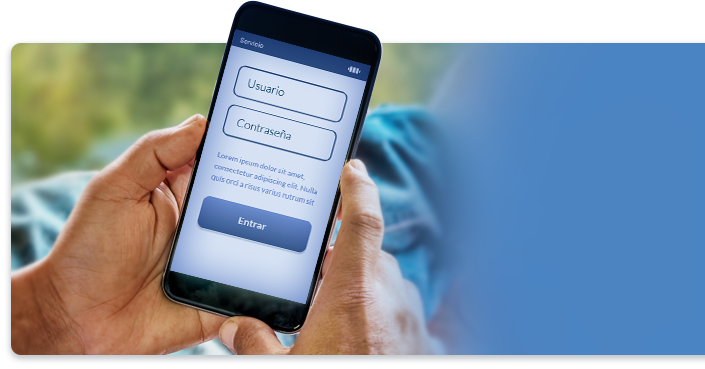 Servicio
Usuario
Contraseña
Lorem ipsum dolor sit amet,
consectetur adipiscing elit. Nulla
quis orci a risus varius rutrum sit
Entrar